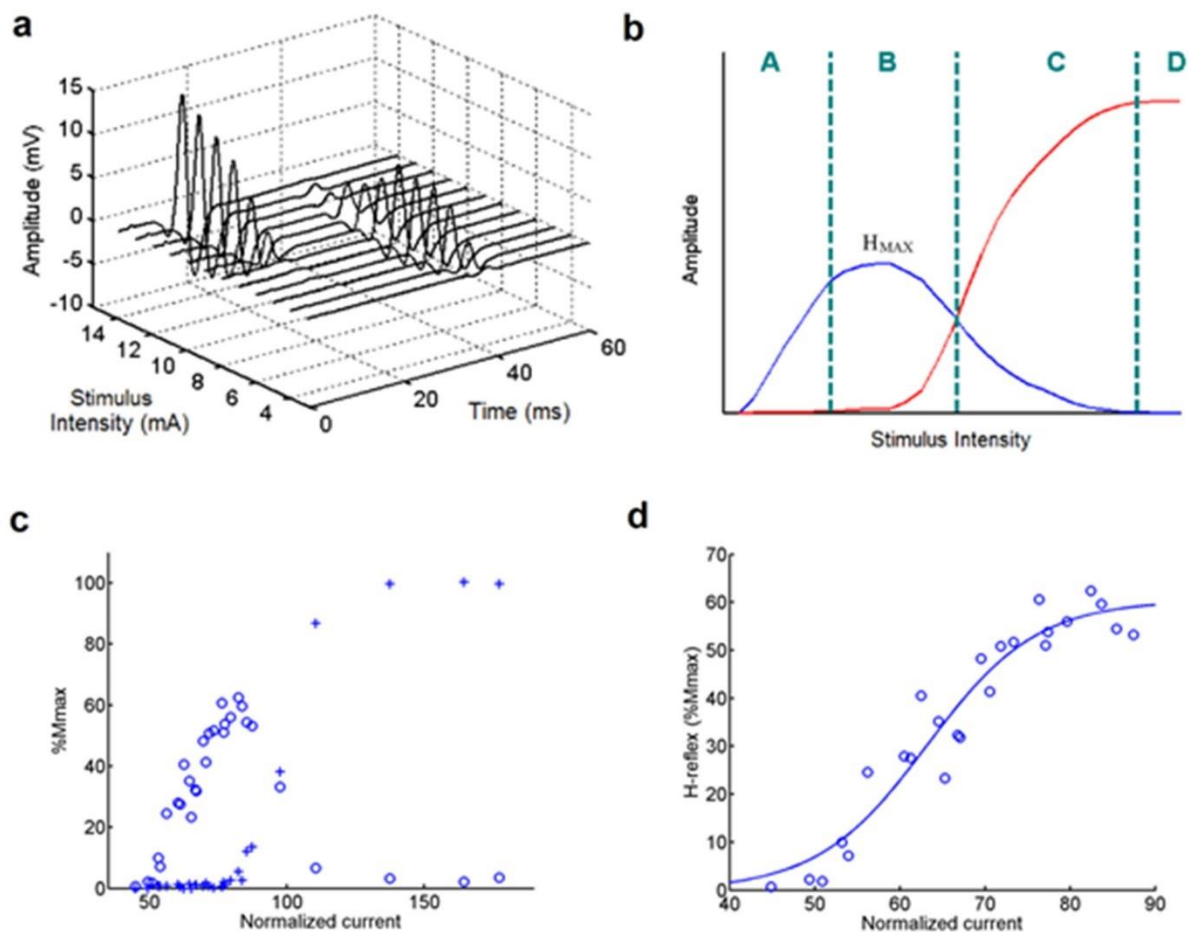 a
15
10
5
0
-5
-10
Amplitude (mV)
14
12
10
8
6
4
Stimulus
Intensity (mA)
0
20
40
60
Time (ms)
b
A B C D
Amplitude
HMAX
Stimulus Intensity
c
100
80
60
40
20
0
%Mmax
50 100 150
Normalized current
d
70
60
50
40
30
20
10
0
H-reflex (%Mmax)
40 50 60 70 80 90
Normalized current